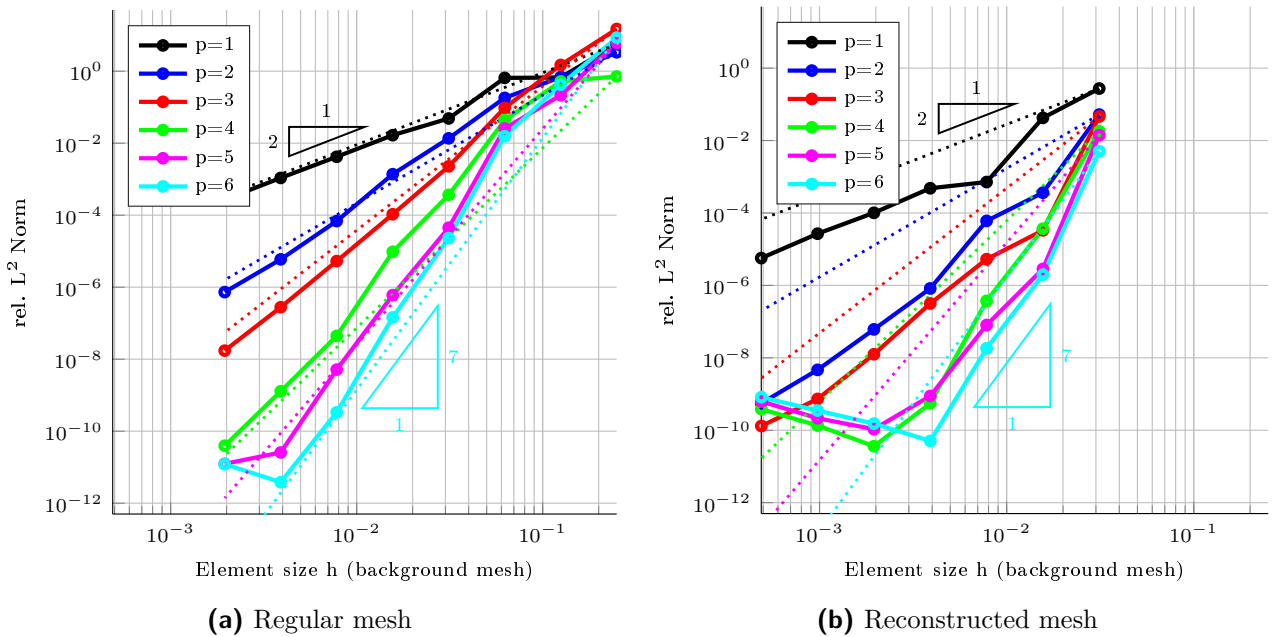 p=1
p=2
p=3
p=4
p=5
p=6
10^0
10^−2
10^−4
10^−6
10^−8
10^−10
10^−12
rel. L^2 Norm
1
2
7
1
10^−3
10^−2
10^−1
Element size h (background mesh)
(a) Regular mesh
p=1
p=2
p=3
p=4
p=5
p=6
10^0
10^−2
10^−4
10^−6
10^−8
10^−10
10^−12
rel. L^2 Norm
1
2
7
1
10^−3
10^−2
10^−1
Element size h (background mesh)
(b) Reconstructed mesh